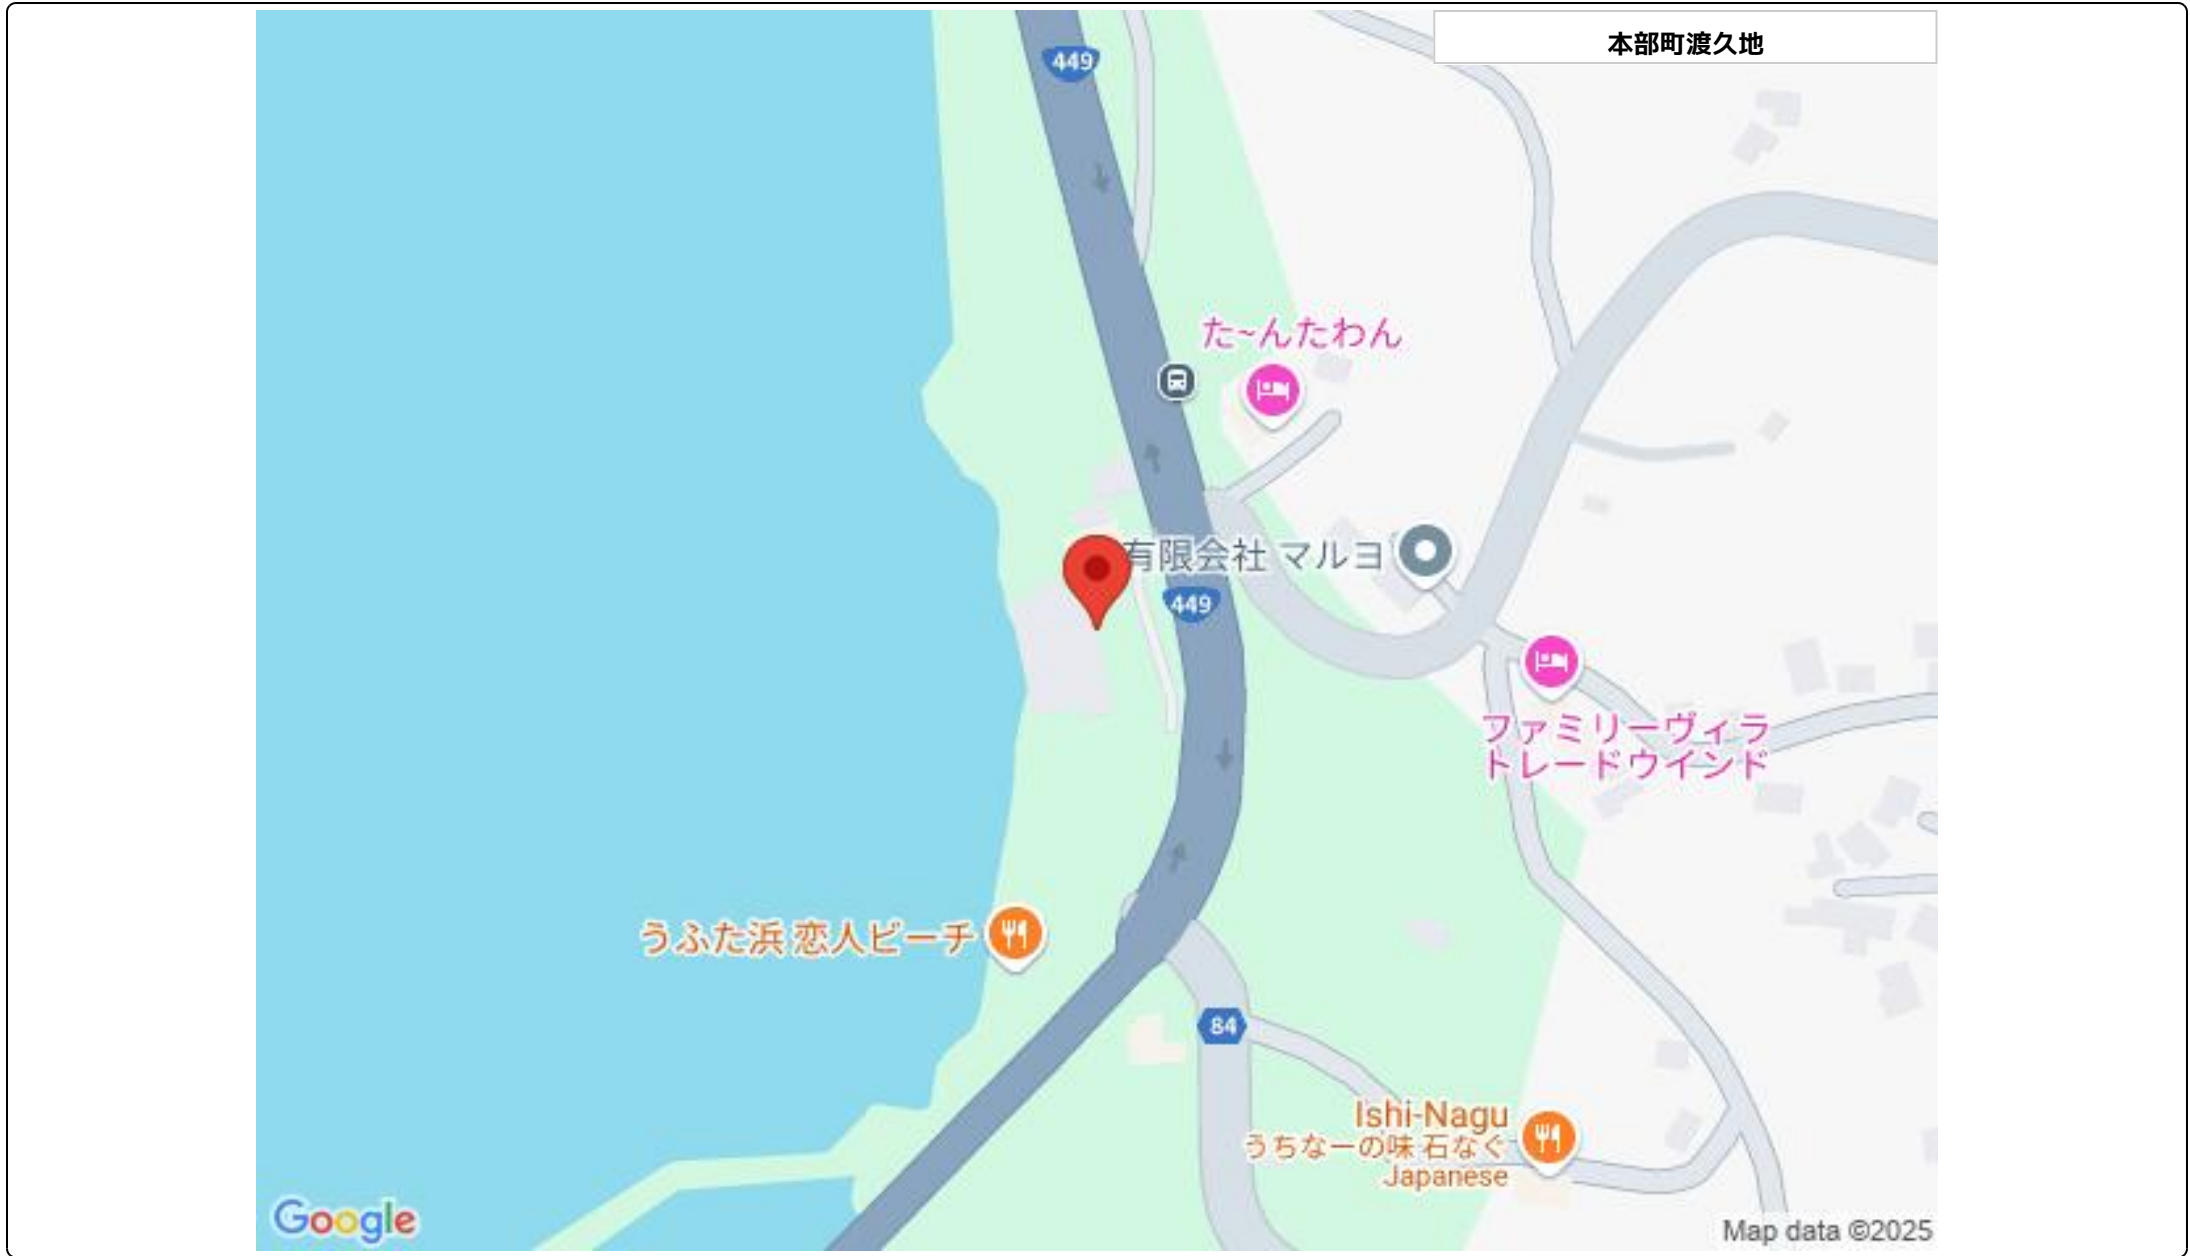 本部町渡久地
449
た~んたわん
有限会社 マルヨ
449
ファミリーヴィラ
トレードウインド
うふた浜 恋人ビーチ
84
Ishi-Nagu
うちなーの味 石なぐ
Japanese
Google
Map data ©2025